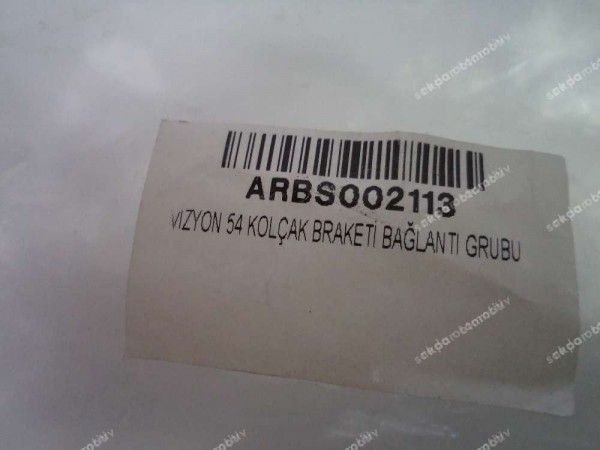 ARBS002113
VIZYON 54 KOLÇAK BRAKETİ BAĞLANTI GRUBU